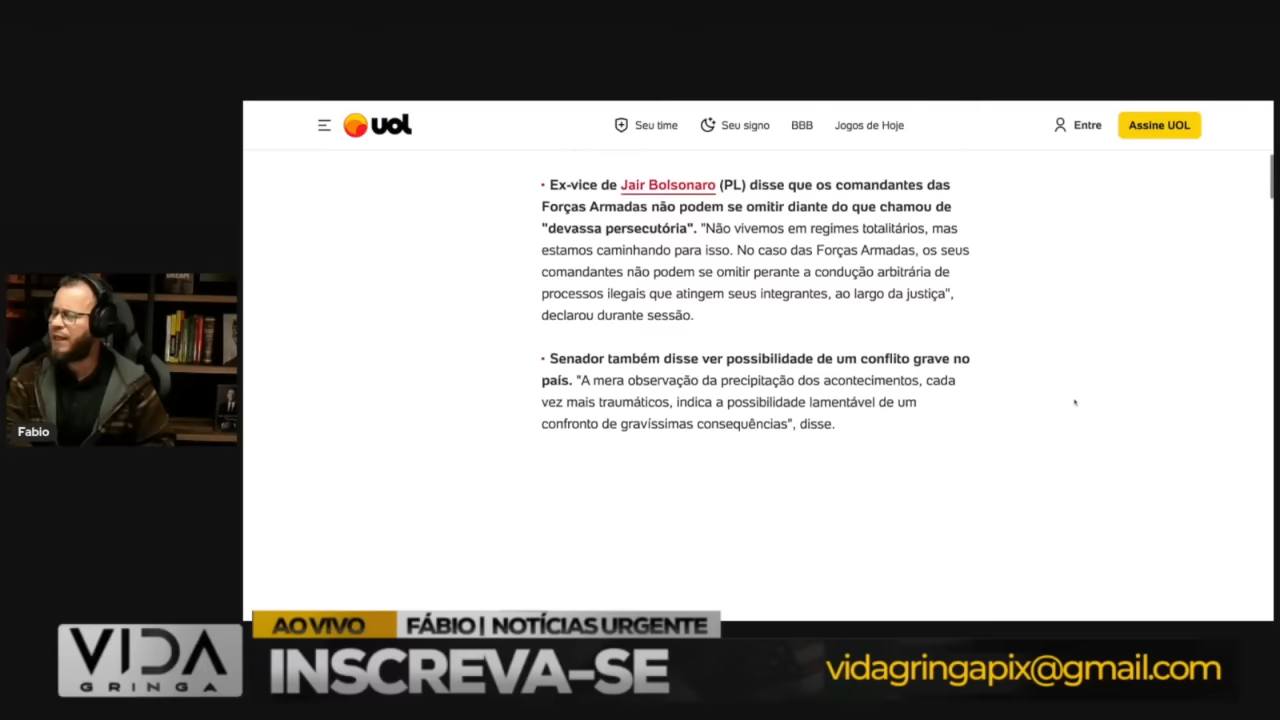 uol
Seu time
Seu signo
BBB
Jogos de Hoje
Entre
Assine UOL
· Ex-vice de Jair Bolsonaro (PL) disse que os comandantes das
Forças Armadas não podem se omitir diante do que chamou de
"devassa persecutória". "Não vivemos em regimes totalitários, mas
estamos caminhando para isso. No caso das Forças Armadas, os seus
comandantes não podem se omitir perante a condução arbitrária de
processos ilegais que atingem seus integrantes, ao largo da justiça",
declarou durante sessão.
· Senador também disse ver possibilidade de um conflito grave no
país. "A mera observação da precipitação dos acontecimentos, cada
vez mais traumáticos, indica a possibilidade lamentável de um
confronto de gravíssimas consequências", disse.
Fabio
AO VIVO
FÁBIO | NOTÍCIAS URGENTE
VIDA
GRINGA
INSCREVA-SE
vidagringapix@gmail.com